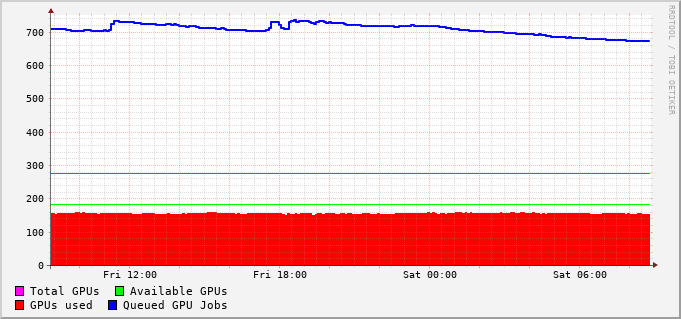 700
600
500
400
300
200
100
0
Fri 12:00 Fri 18:00 Sat 00:00 Sat 06:00
Total GPUs Available GPUs
GPUs used Queued GPU Jobs
RRDTOOL / TOBI OETIKER